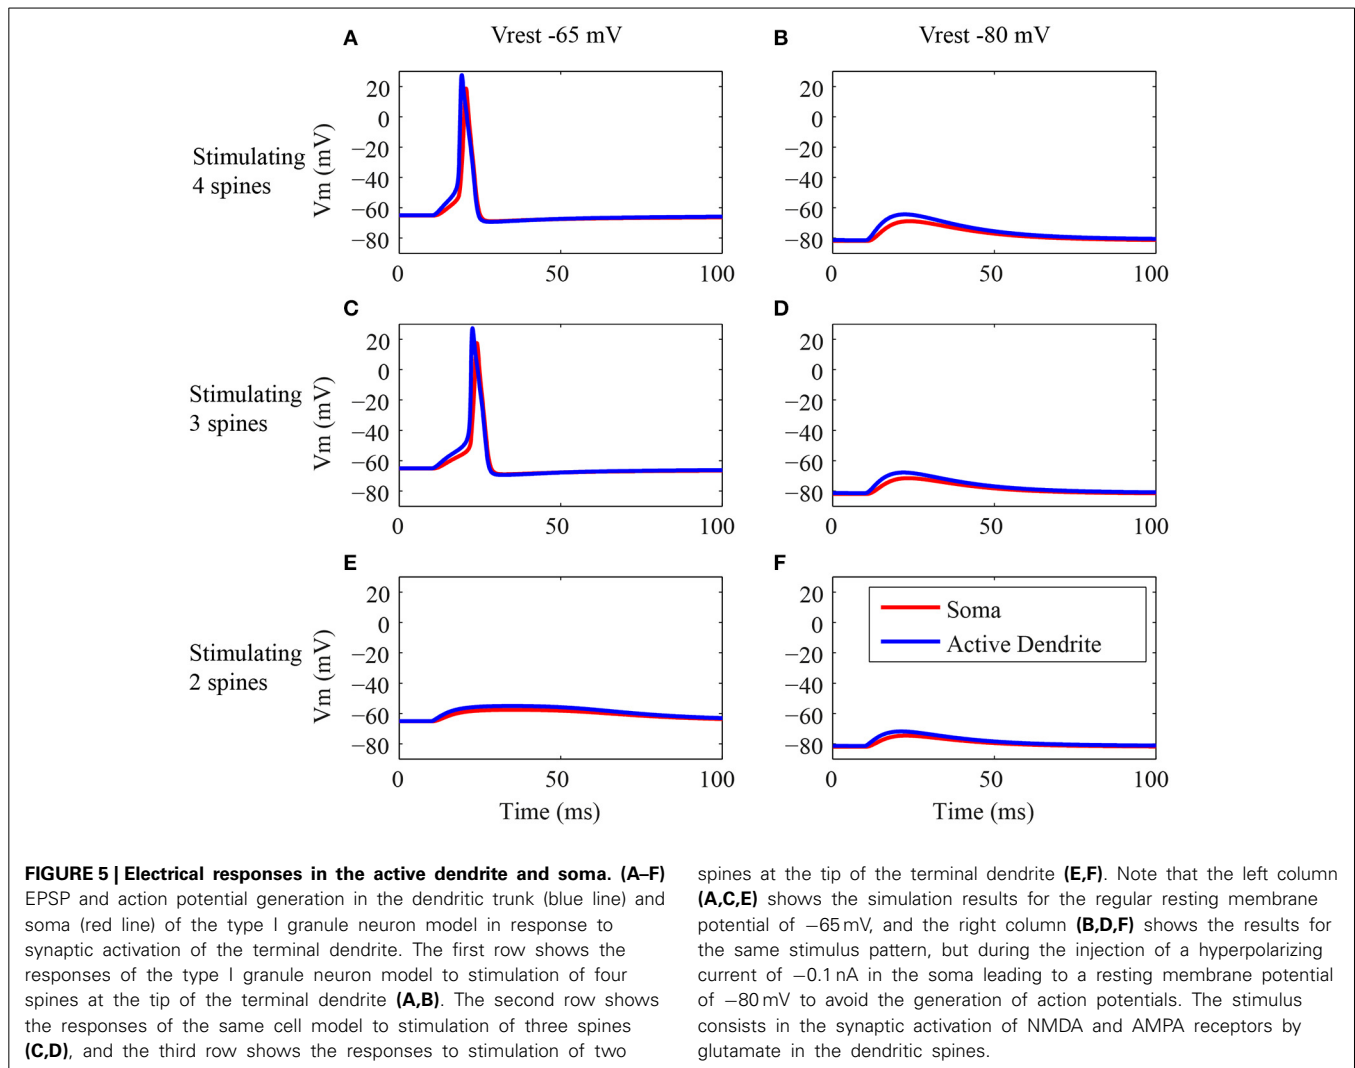 Vrest -65 mV
Vrest -80 mV
A
B
Stimulating
4 spines
Vm (mV)
20
0
−20
−40
−60
−80
0
50
100
20
0
−20
−40
−60
−80
0
50
100
C
D
Stimulating
3 spines
Vm (mV)
20
0
−20
−40
−60
−80
0
50
100
20
0
−20
−40
−60
−80
0
50
100
E
F
Stimulating
2 spines
Vm (mV)
20
0
−20
−40
−60
−80
0
50
100
Time (ms)
20
0
−20
−40
−60
−80
Soma
Active Dendrite
0
50
100
Time (ms)
FIGURE 5 | Electrical responses in the active dendrite and soma. (A–F)
EPSP and action potential generation in the dendritic trunk (blue line) and
soma (red line) of the type I granule neuron model in response to
synaptic activation of the terminal dendrite. The first row shows the
responses of the type I granule neuron model to stimulation of four
spines at the tip of the terminal dendrite (A,B). The second row shows
the responses of the same cell model to stimulation of three spines
(C,D), and the third row shows the responses to stimulation of two
spines at the tip of the terminal dendrite (E,F). Note that the left column
(A,C,E) shows the simulation results for the regular resting membrane
potential of −65 mV, and the right column (B,D,F) shows the results for
the same stimulus pattern, but during the injection of a hyperpolarizing
current of −0.1 nA in the soma leading to a resting membrane potential
of −80 mV to avoid the generation of action potentials. The stimulus
consists in the synaptic activation of NMDA and AMPA receptors by
glutamate in the dendritic spines.